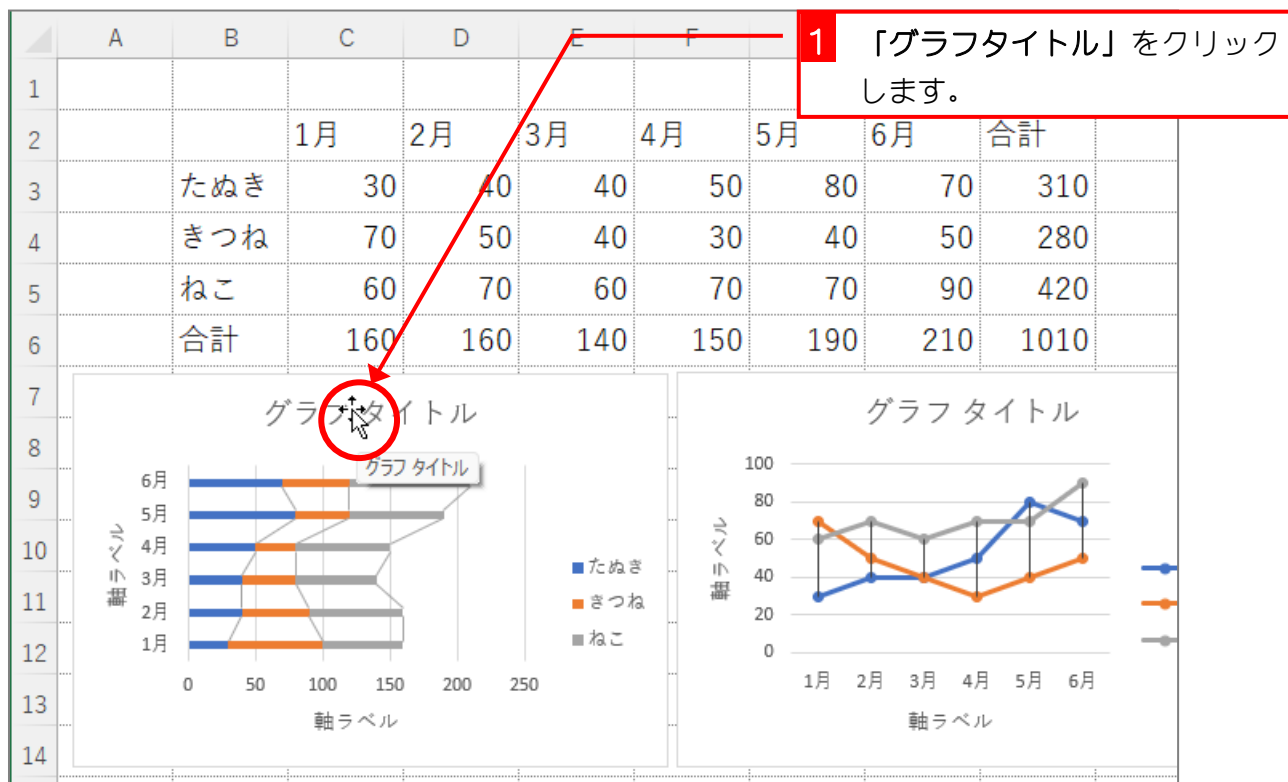 A B C D E F
1 「グラフタイトル」をクリック
します。
1
2 1月 2月 3月 4月 5月 6月 合計
3 たぬき 30 40 40 50 80 70 310
4 きつね 70 50 40 30 40 50 280
5 ねこ 60 70 60 70 70 90 420
6 合計 160 160 140 150 190 210 1010
7
8
9
10
11
12
13
14
グラフ タイトル
グラフ タイトル
6月
5月
4月
3月
2月
1月
軸ラベル
たぬき
きつね
ねこ
0 50 100 150 200 250
軸ラベル
グラフ タイトル
100
80
60
40
20
0
軸ラベル
1月 2月 3月 4月 5月 6月
軸ラベル